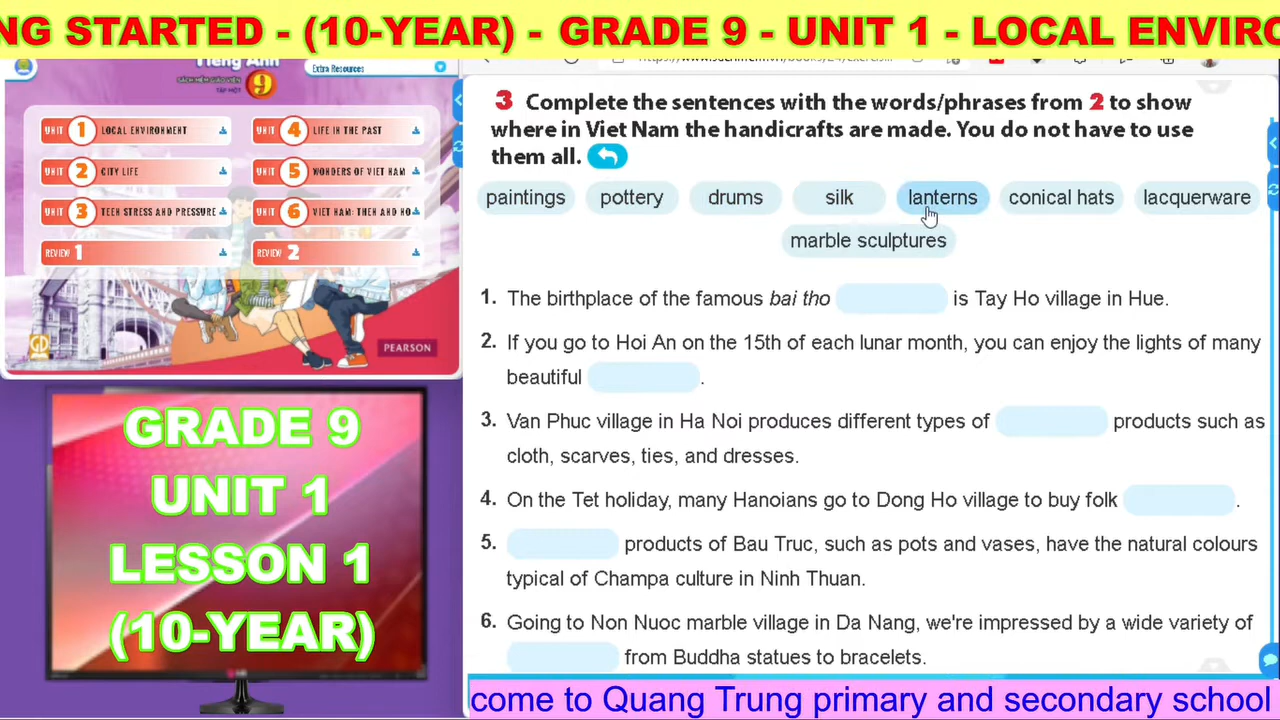 NG STARTED - (10-YEAR) - GRADE 9 - UNIT 1 - LOCAL ENVIRO
Tiếng Anh
SÁCH MỀM GIÁO VIÊN
TẬP MỘT
9
Extra Resources
UNIT 1 LOCAL ENVIRONMENT
UNIT 2 CITY LIFE
UNIT 3 TEEN STRESS AND PRESSURE
REVIEW 1
UNIT 4 LIFE IN THE PAST
UNIT 5 WONDERS OF VIET NAM
UNIT 6 VIET NAM: THEN AND NO
REVIEW 2
GD
PEARSON
GRADE 9
UNIT 1
LESSON 1
(10-YEAR)
3 Complete the sentences with the words/phrases from 2 to show
where in Viet Nam the handicrafts are made. You do not have to use
them all.
paintings pottery drums silk lanterns conical hats lacquerware
marble sculptures
1. The birthplace of the famous bai tho is Tay Ho village in Hue.
2. If you go to Hoi An on the 15th of each lunar month, you can enjoy the lights of many
beautiful .
3. Van Phuc village in Ha Noi produces different types of products such as
cloth, scarves, ties, and dresses.
4. On the Tet holiday, many Hanoians go to Dong Ho village to buy folk .
5. products of Bau Truc, such as pots and vases, have the natural colours
typical of Champa culture in Ninh Thuan.
6. Going to Non Nuoc marble village in Da Nang, we're impressed by a wide variety of
from Buddha statues to bracelets.
come to Quang Trung primary and secondary school